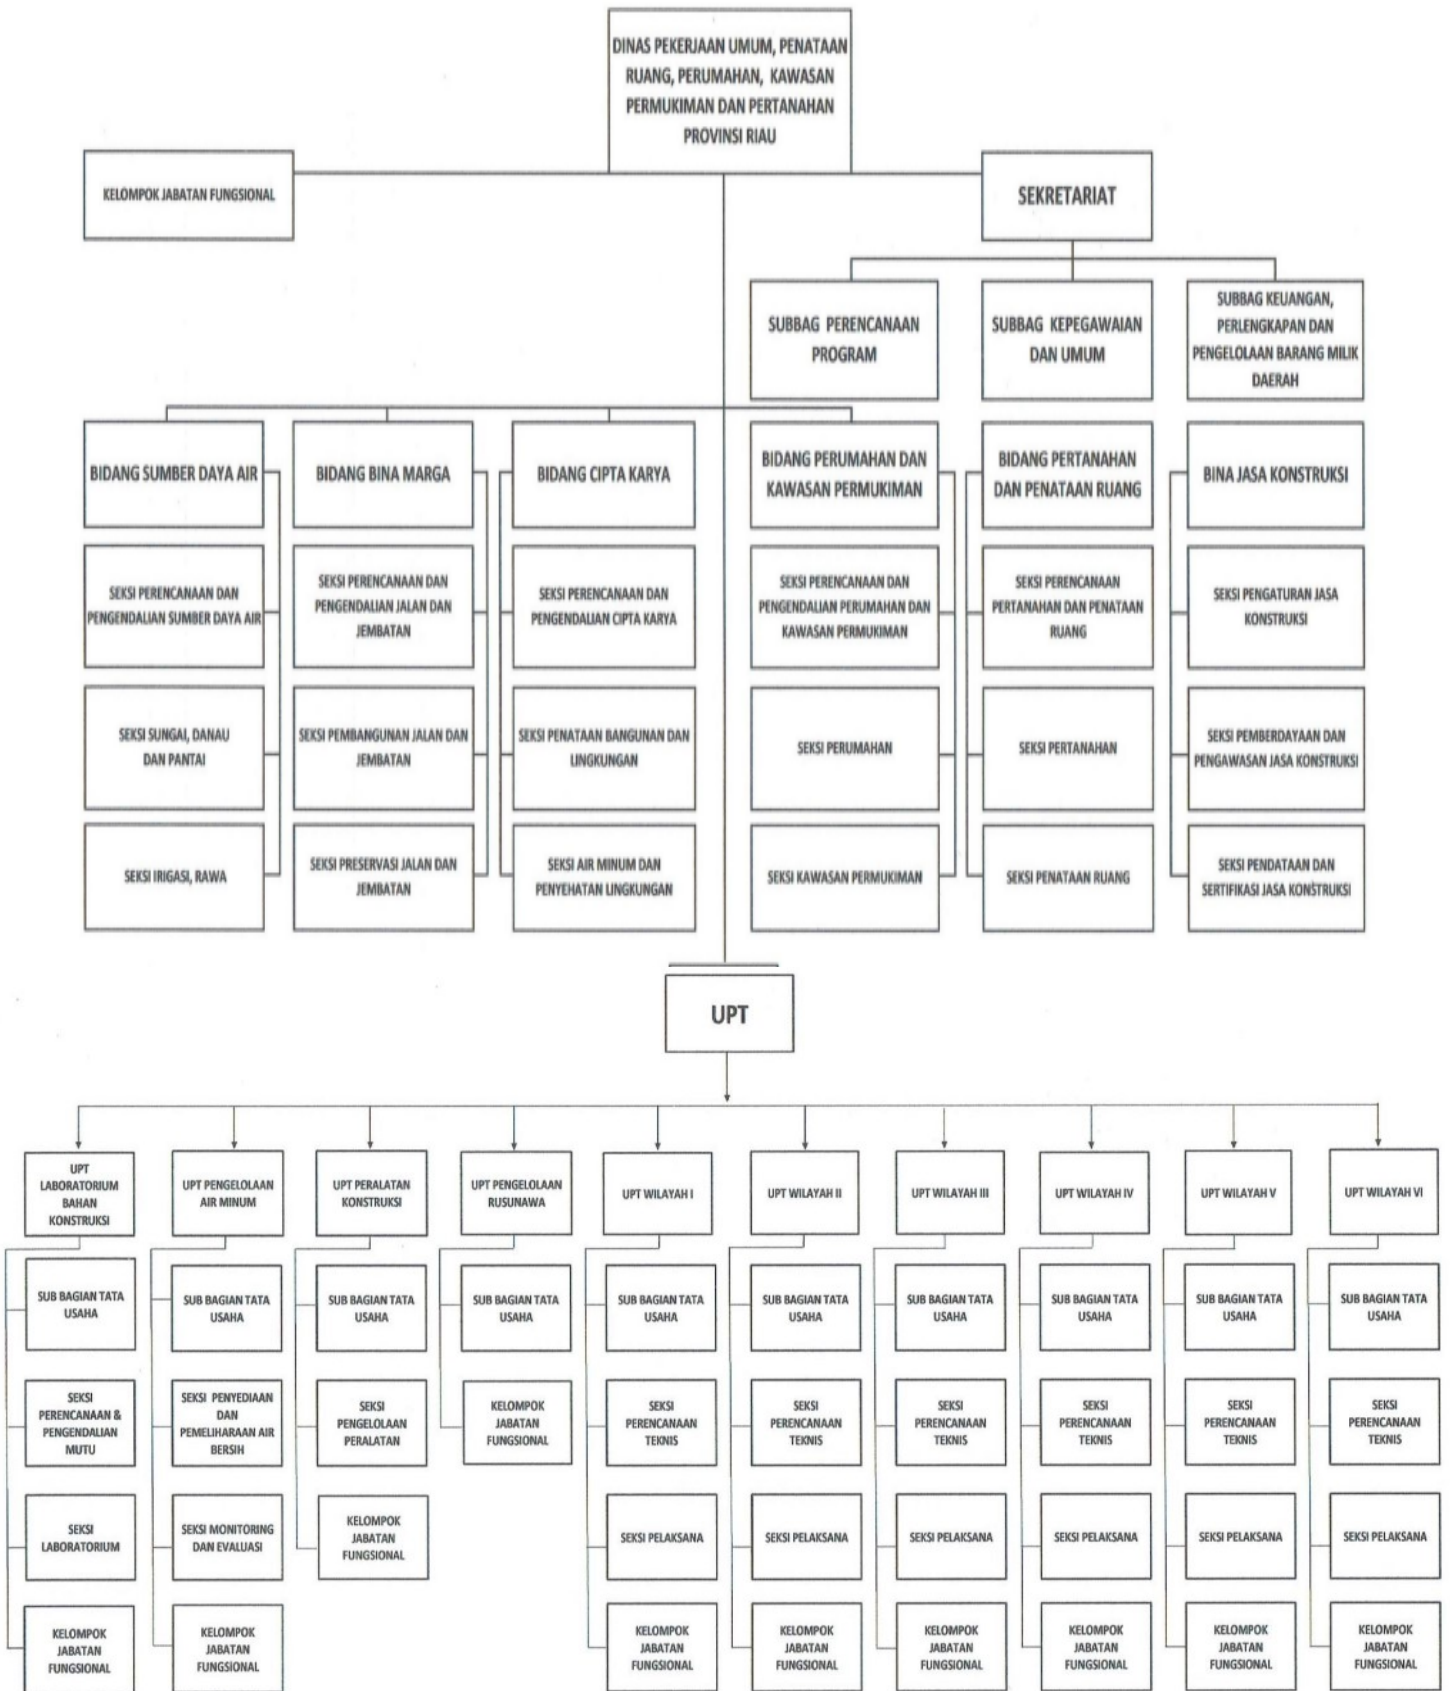 DINAS PEKERJAAN UMUM, PENATAAN
RUANG, PERUMAHAN, KAWASAN
PERMUKIMAN DAN PERTANAHAN
PROVINSI RIAU
KELOMPOK JABATAN FUNGSIONAL
SEKRETARIAT
SUBBAG PERENCANAAN
PROGRAM
SUBBAG KEPEGAWAIAN
DAN UMUM
SUBBAG KEUANGAN,
PERLENGKAPAN DAN
PENGELOLAAN BARANG MILIK
DAERAH
BIDANG SUMBER DAYA AIR
BIDANG BINA MARGA
BIDANG CIPTA KARYA
BIDANG PERUMAHAN DAN
KAWASAN PERMUKIMAN
BIDANG PERTANAHAN
DAN PENATAAN RUANG
BINA JASA KONSTRUKSI
SEKSI PERENCANAAN DAN
PENGENDALIAN SUMBER DAYA AIR
SEKSI PERENCANAAN DAN
PENGENDALIAN JALAN DAN
JEMBATAN
SEKSI PERENCANAAN DAN
PENGENDALIAN CIPTA KARYA
SEKSI PERENCANAAN DAN
PENGENDALIAN PERUMAHAN DAN
KAWASAN PERMUKIMAN
SEKSI PERENCANAAN
PERTANAHAN DAN PENATAAN
RUANG
SEKSI PENGATURAN JASA
KONSTRUKSI
SEKSI SUNGAI, DANAU
DAN PANTAI
SEKSI PEMBANGUNAN JALAN DAN
JEMBATAN
SEKSI PENATAAN BANGUNAN DAN
LINGKUNGAN
SEKSI PERUMAHAN
SEKSI PERTANAHAN
SEKSI PEMBERDAYAAN DAN
PENGAWASAN JASA KONSTRUKSI
SEKSI IRIGASI, RAWA
SEKSI PRESERVASI JALAN DAN
JEMBATAN
SEKSI AIR MINUM DAN
PENYEHATAN LINGKUNGAN
SEKSI KAWASAN PERMUKIMAN
SEKSI PENATAAN RUANG
SEKSI PENDATAAN DAN
SERTIFIKASI JASA KONSTRUKSI
UPT
UPT
LABORATORIUM
BAHAN
KONSTRUKSI
UPT PENGELOLAAN
AIR MINUM
UPT PERALATAN
KONSTRUKSI
UPT PENGELOLAAN
RUSUNAWA
UPT WILAYAH I
UPT WILAYAH II
UPT WILAYAH III
UPT WILAYAH IV
UPT WILAYAH V
UPT WILAYAH VI
SUB BAGIAN TATA
USAHA
SUB BAGIAN TATA
USAHA
SUB BAGIAN TATA
USAHA
SUB BAGIAN TATA
USAHA
SUB BAGIAN TATA
USAHA
SUB BAGIAN TATA
USAHA
SUB BAGIAN TATA
USAHA
SUB BAGIAN TATA
USAHA
SUB BAGIAN TATA
USAHA
SUB BAGIAN TATA
USAHA
SEKSI
PERENCANAAN &
PENGENDALIAN
MUTU
SEKSI PENYEDIAAN
DAN
PEMELIHARAAN AIR
BERSIH
SEKSI
PENGELOLAAN
PERALATAN
KELOMPOK
JABATAN
FUNGSIONAL
SEKSI
PERENCANAAN
TEKNIS
SEKSI
PERENCANAAN
TEKNIS
SEKSI
PERENCANAAN
TEKNIS
SEKSI
PERENCANAAN
TEKNIS
SEKSI
PERENCANAAN
TEKNIS
SEKSI
PERENCANAAN
TEKNIS
SEKSI
LABORATORIUM
SEKSI MONITORING
DAN EVALUASI
KELOMPOK
JABATAN
FUNGSIONAL
SEKSI PELAKSANA
SEKSI PELAKSANA
SEKSI PELAKSANA
SEKSI PELAKSANA
SEKSI PELAKSANA
SEKSI PELAKSANA
KELOMPOK
JABATAN
FUNGSIONAL
KELOMPOK
JABATAN
FUNGSIONAL
KELOMPOK
JABATAN
FUNGSIONAL
KELOMPOK
JABATAN
FUNGSIONAL
KELOMPOK
JABATAN
FUNGSIONAL
KELOMPOK
JABATAN
FUNGSIONAL
KELOMPOK
JABATAN
FUNGSIONAL
KELOMPOK
JABATAN
FUNGSIONAL